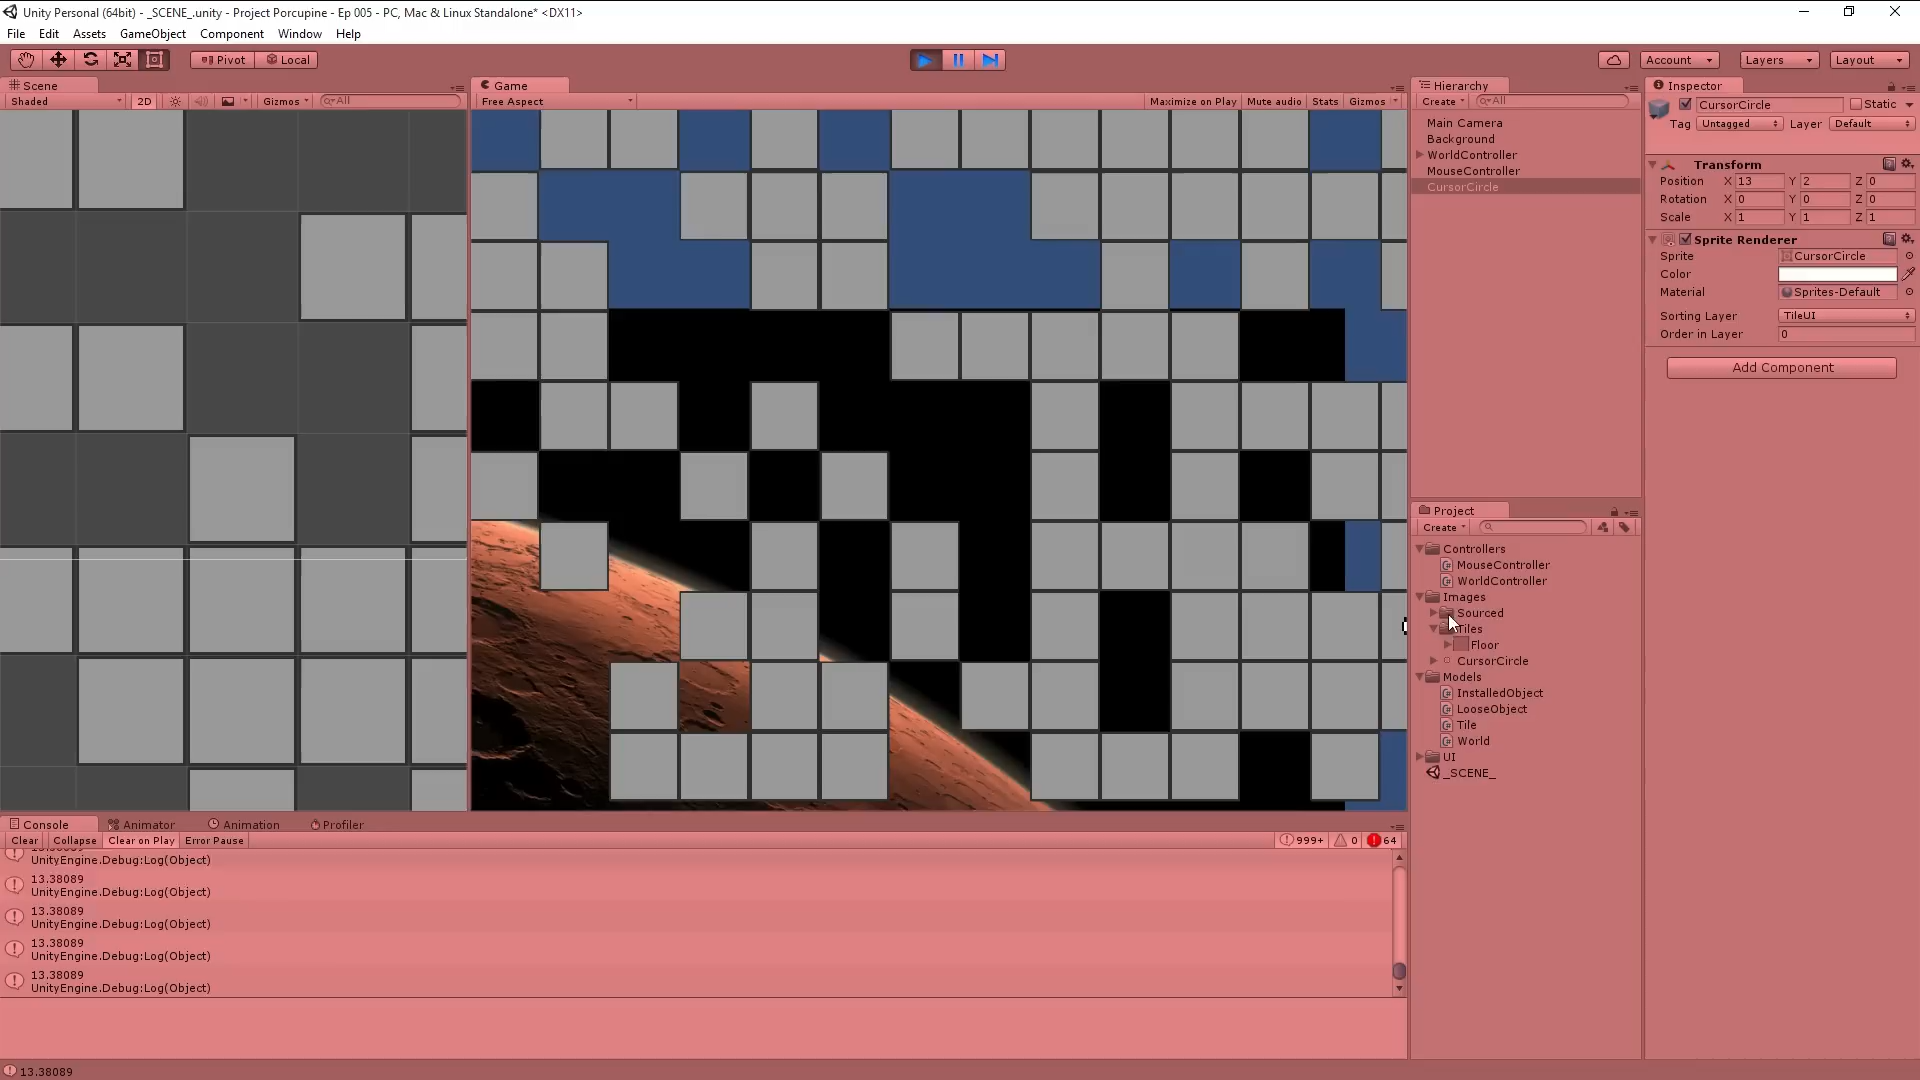 Unity Personal (64bit) - _SCENE_.unity - Project Porcupine - Ep 005 - PC, Mac & Linux Standalone* <DX11>
File Edit Assets GameObject Component Window Help
Pivot Local Account Layers Layout
Scene
Shaded 2D Gizmos All
Game
Free Aspect Maximize on Play Mute audio Stats Gizmos
Hierarchy
Create All
Main Camera
Background
WorldController
MouseController
CursorCircle
Inspector
CursorCircle Static
Tag Untagged Layer Default
Transform
Position X 13 Y 2 Z 0
Rotation X 0 Y 0 Z 0
Scale X 1 Y 1 Z 1
Sprite Renderer
Sprite CursorCircle
Color
Material Sprites-Default
Sorting Layer TileUI
Order in Layer 0
Add Component
Project
Create
Controllers
MouseController
WorldController
Images
Sourced
Tiles
Floor
CursorCircle
Models
InstalledObject
LooseObject
Tile
World
UI
_SCENE_
Console Animator Animation Profiler
Clear Collapse Clear on Play Error Pause 999+ 0 64
UnityEngine.Debug:Log(Object)
13.38089
UnityEngine.Debug:Log(Object)
13.38089
UnityEngine.Debug:Log(Object)
13.38089
UnityEngine.Debug:Log(Object)
13.38089
UnityEngine.Debug:Log(Object)
13.38089